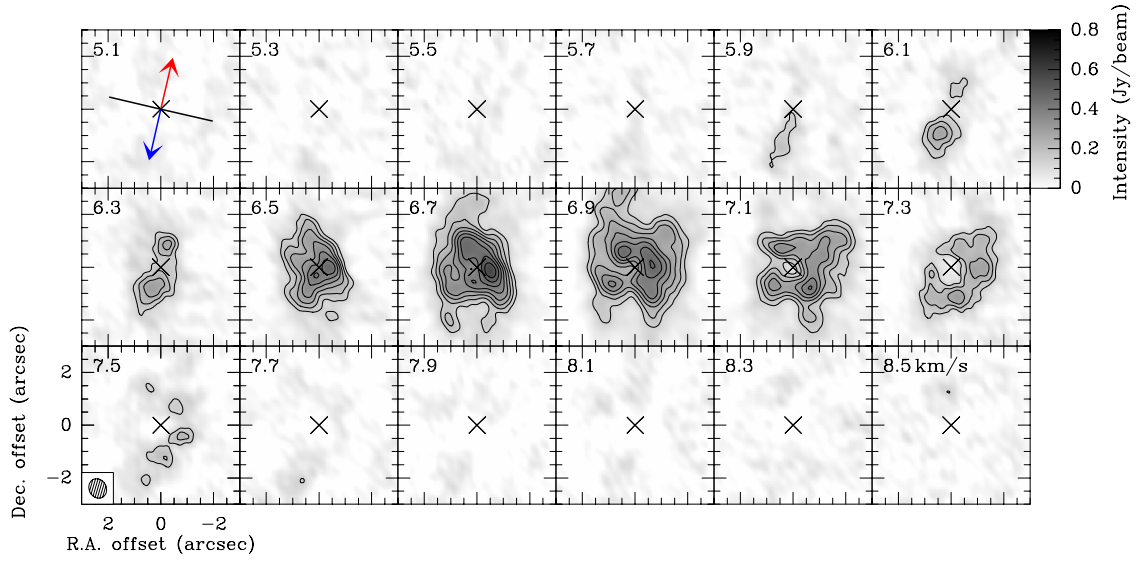 5.1 5.3 5.5 5.7 5.9 6.1
0.8
0.6
0.4
0.2
0
Intensity (Jy/beam)
6.3 6.5 6.7 6.9 7.1 7.3
7.5 7.7 7.9 8.1 8.3 8.5 km/s
2
0
−2
Dec. offset (arcsec)
2 0 −2
R.A. offset (arcsec)